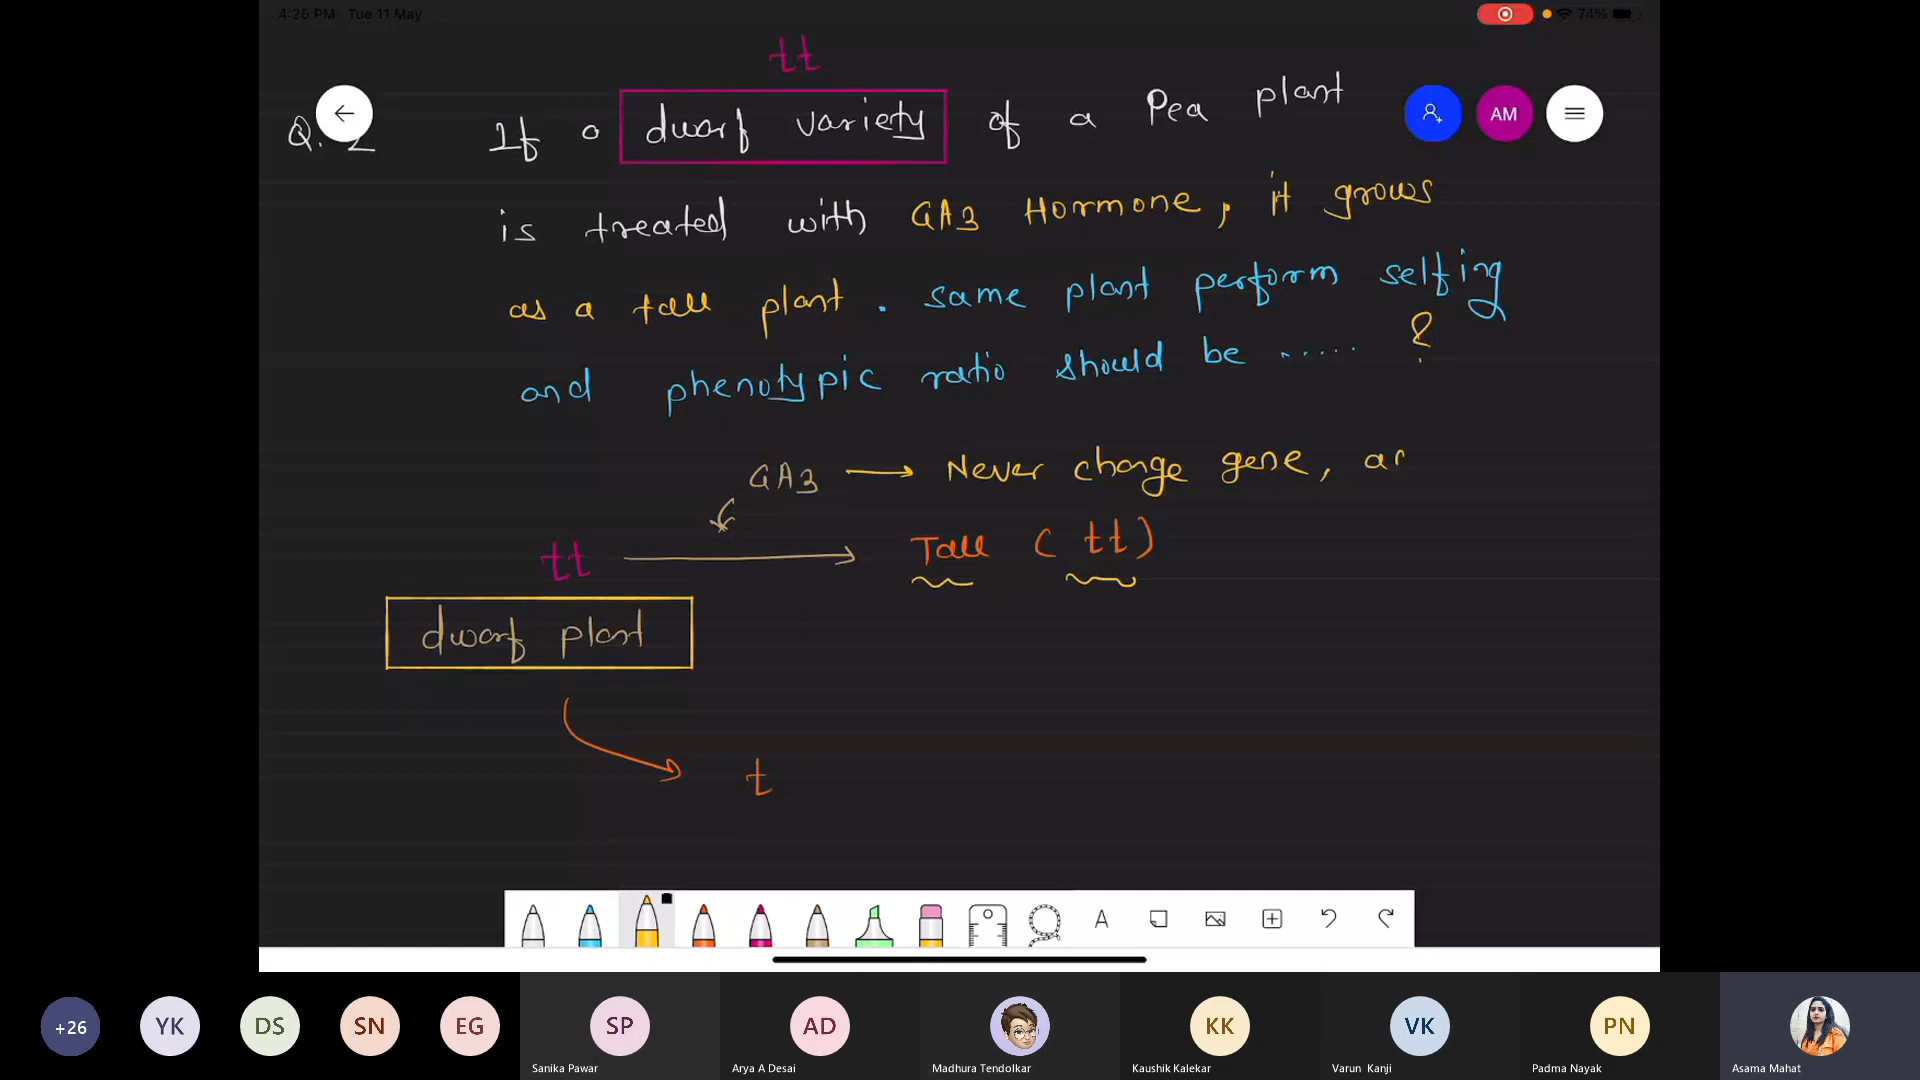 4:25 PM Tue 11 May
74%
tt
Q. 2 If a dwarf variety of a Pea plant
AM
is treated with GA3 Hormone, it grows
as a tall plant. same plant perform selfing
and phenotypic ratio should be ..... ?
GA3 → Never change gene, ar
tt → Tall (tt)
dwarf plant
t
A
+26
YK
DS
SN
EG
SP
AD
KK
VK
PN
Sanika Pawar
Arya A Desai
Madhura Tendolkar
Kaushik Kalekar
Varun Kanji
Padma Nayak
Asama Mahat